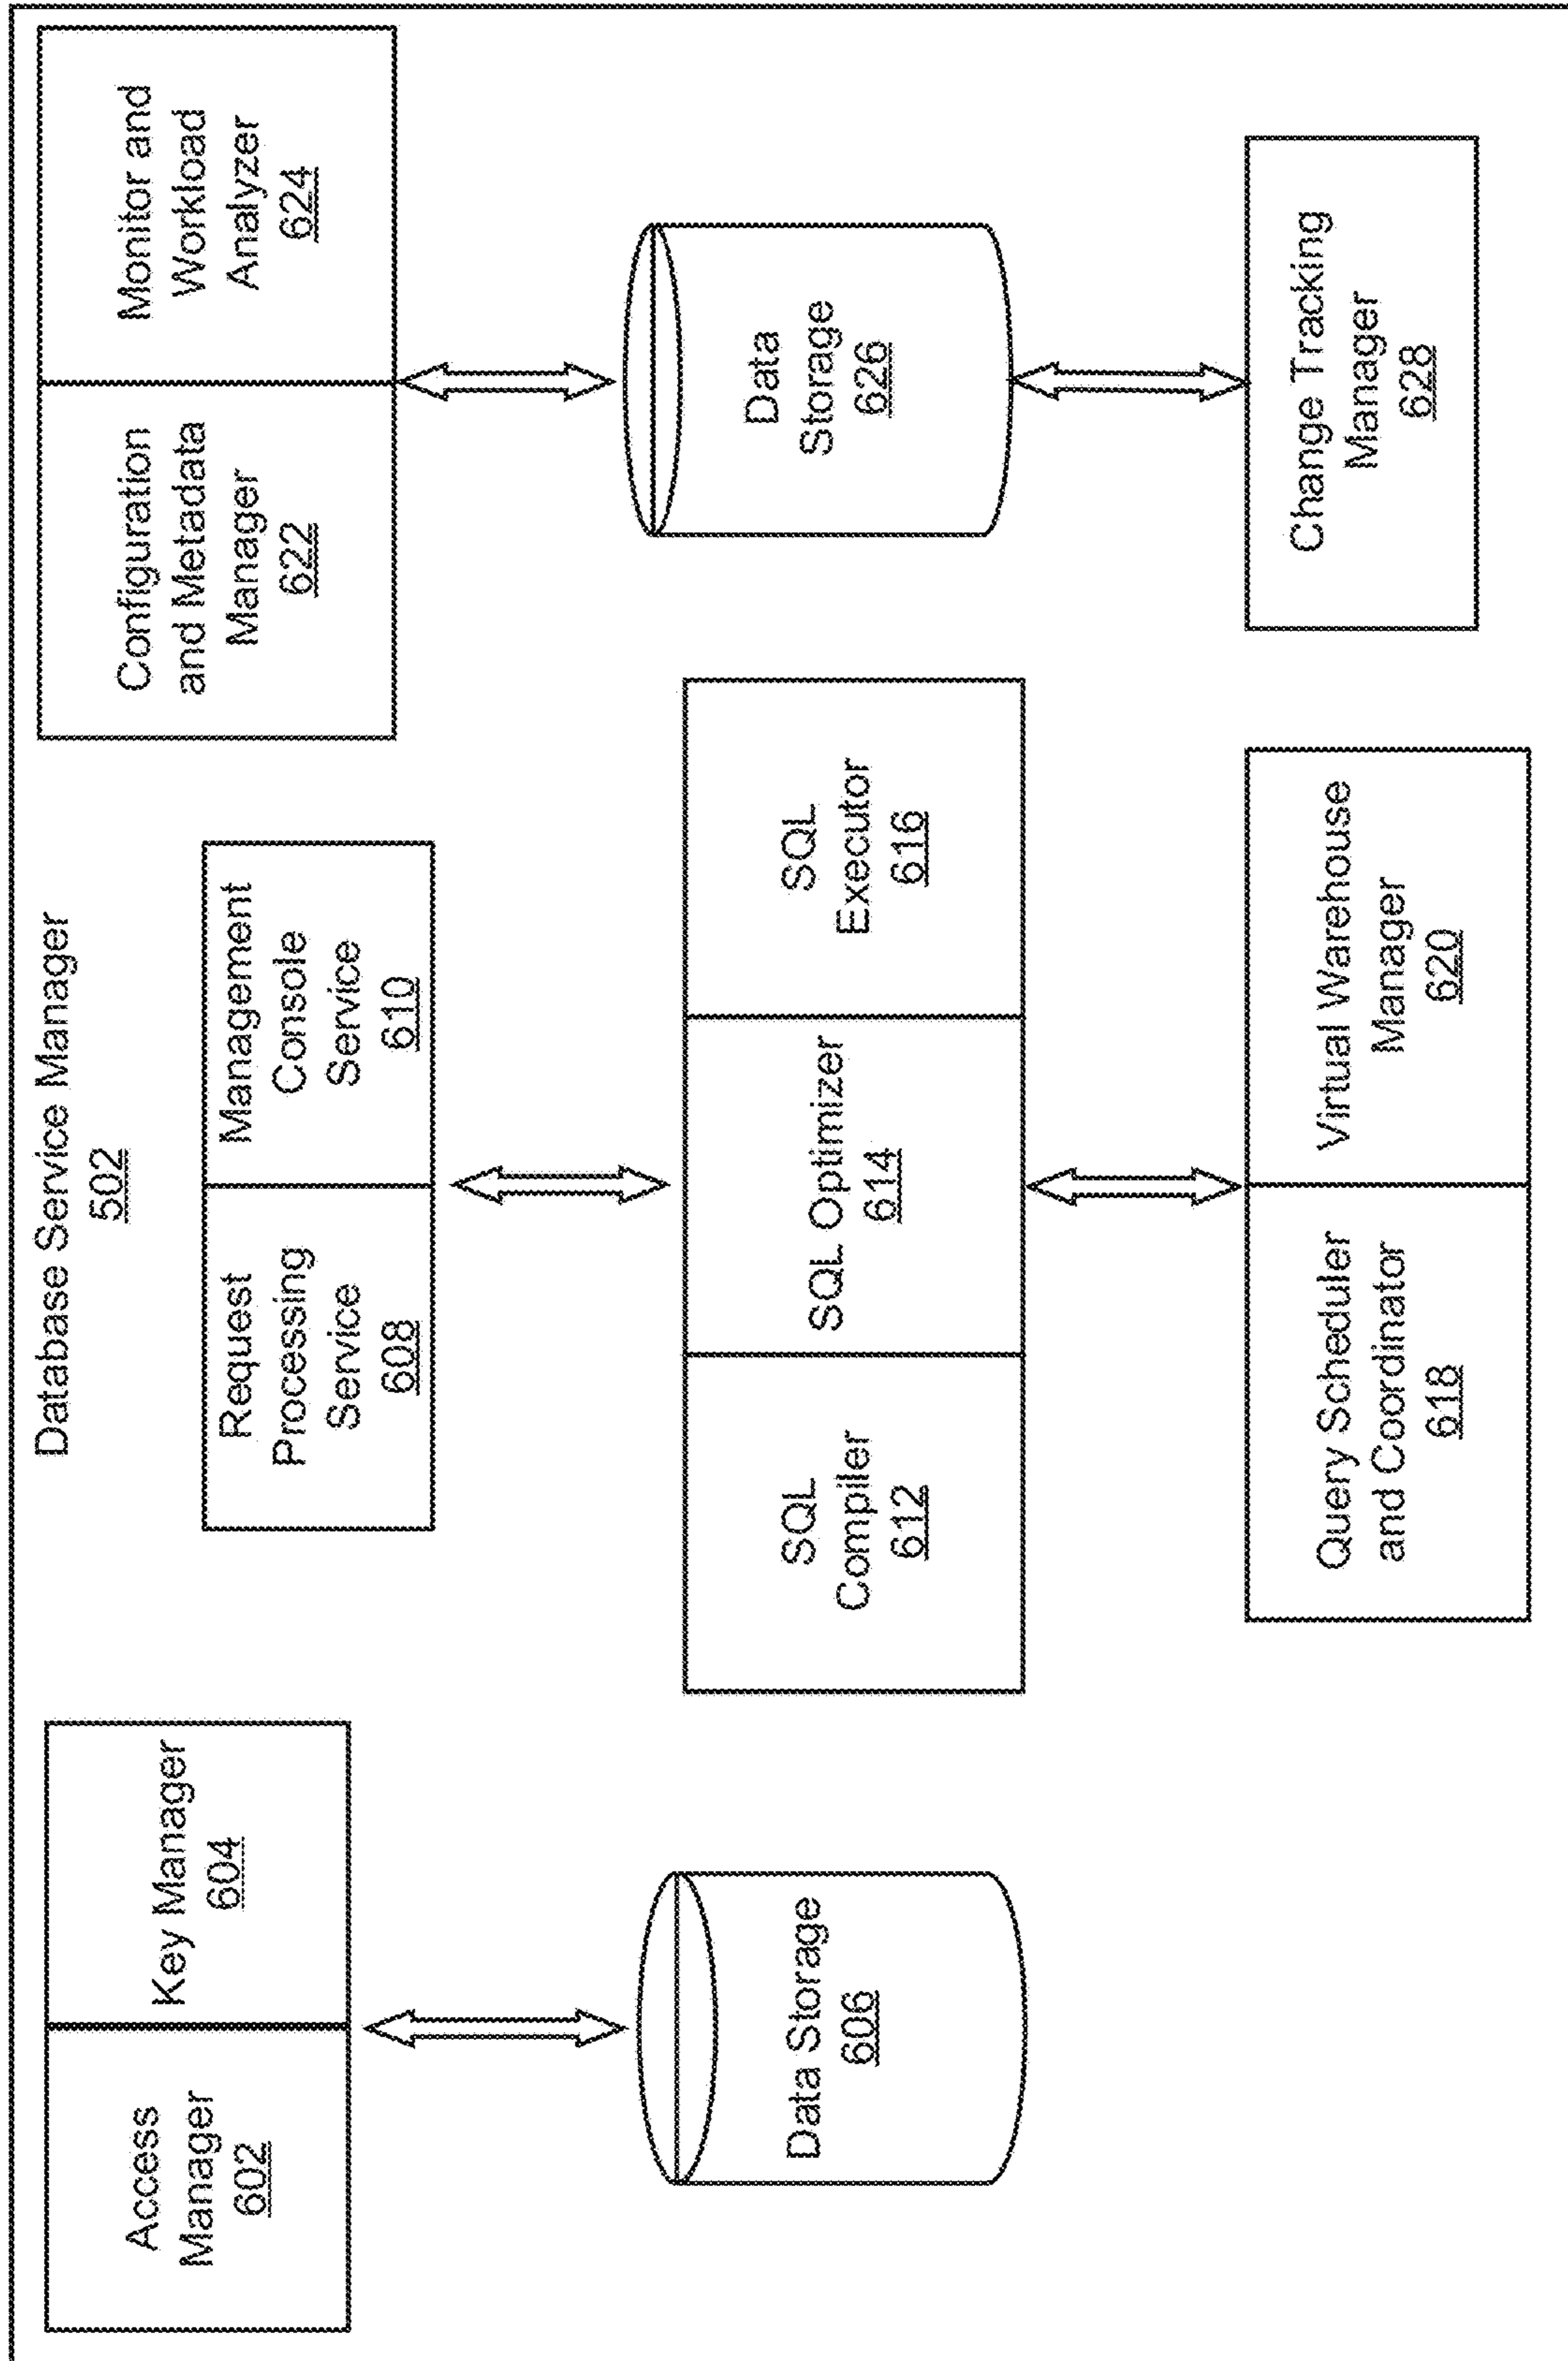 Database Service Manager
502
Access
Manager
602
Key Manager
604
Data Storage
606
Request
Processing
Service
608
Management
Console
Service
610
SQL
Compiler
612
SQL Optimizer
614
SQL
Executor
616
Query Scheduler
and Coordinator
618
Virtual Warehouse
Manager
620
Configuration
and Metadata
Manager
622
Monitor and
Workload
Analyzer
624
Data
Storage
626
Change Tracking
Manager
628